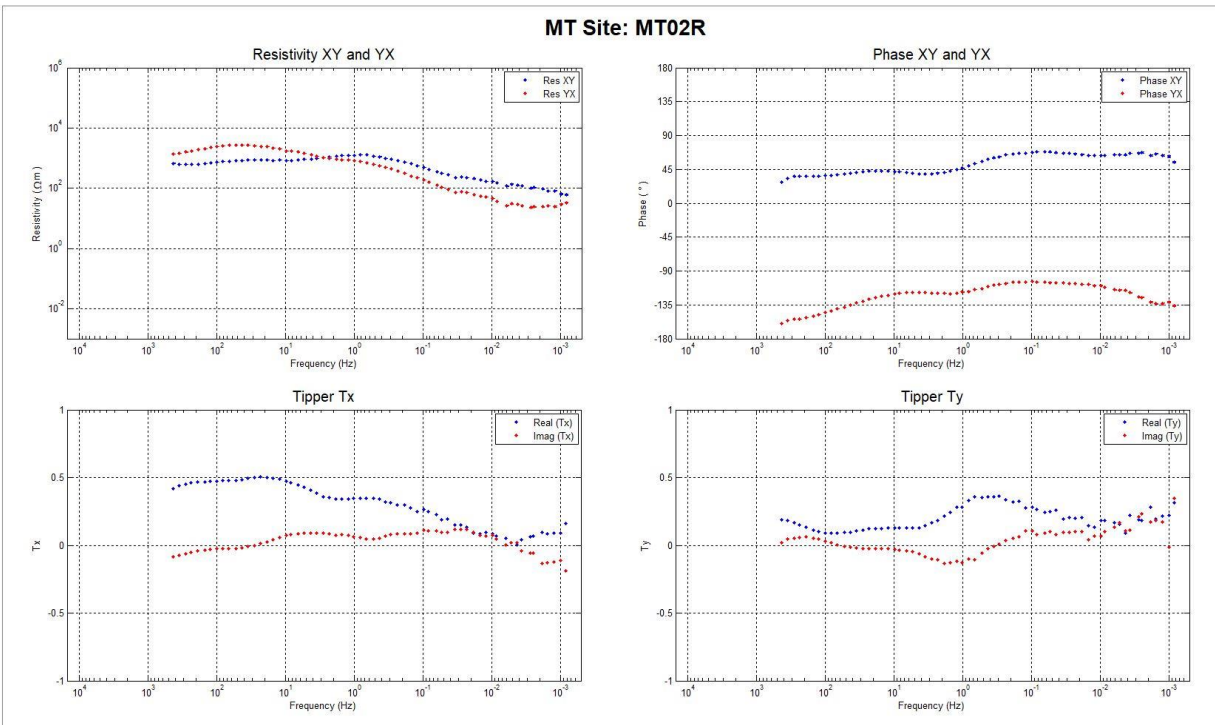 MT Site: MT02R
Resistivity XY and YX
Phase XY and YX
10^6
10^4
10^2
10^0
10^-2
Resistivity (Ωm)
Res XY
Res YX
10^4 10^3 10^2 10^1 10^0 10^-1 10^-2 10^-3
Frequency (Hz)
180
135
90
45
0
-45
-90
-135
-180
Phase (°)
Phase XY
Phase YX
10^4 10^3 10^2 10^1 10^0 10^-1 10^-2 10^-3
Frequency (Hz)
Tipper Tx
Tipper Ty
1
0.5
0
-0.5
-1
Tx
Real (Tx)
Imag (Tx)
10^4 10^3 10^2 10^1 10^0 10^-1 10^-2 10^-3
Frequency (Hz)
1
0.5
0
-0.5
-1
Ty
Real (Ty)
Imag (Ty)
10^4 10^3 10^2 10^1 10^0 10^-1 10^-2 10^-3
Frequency (Hz)